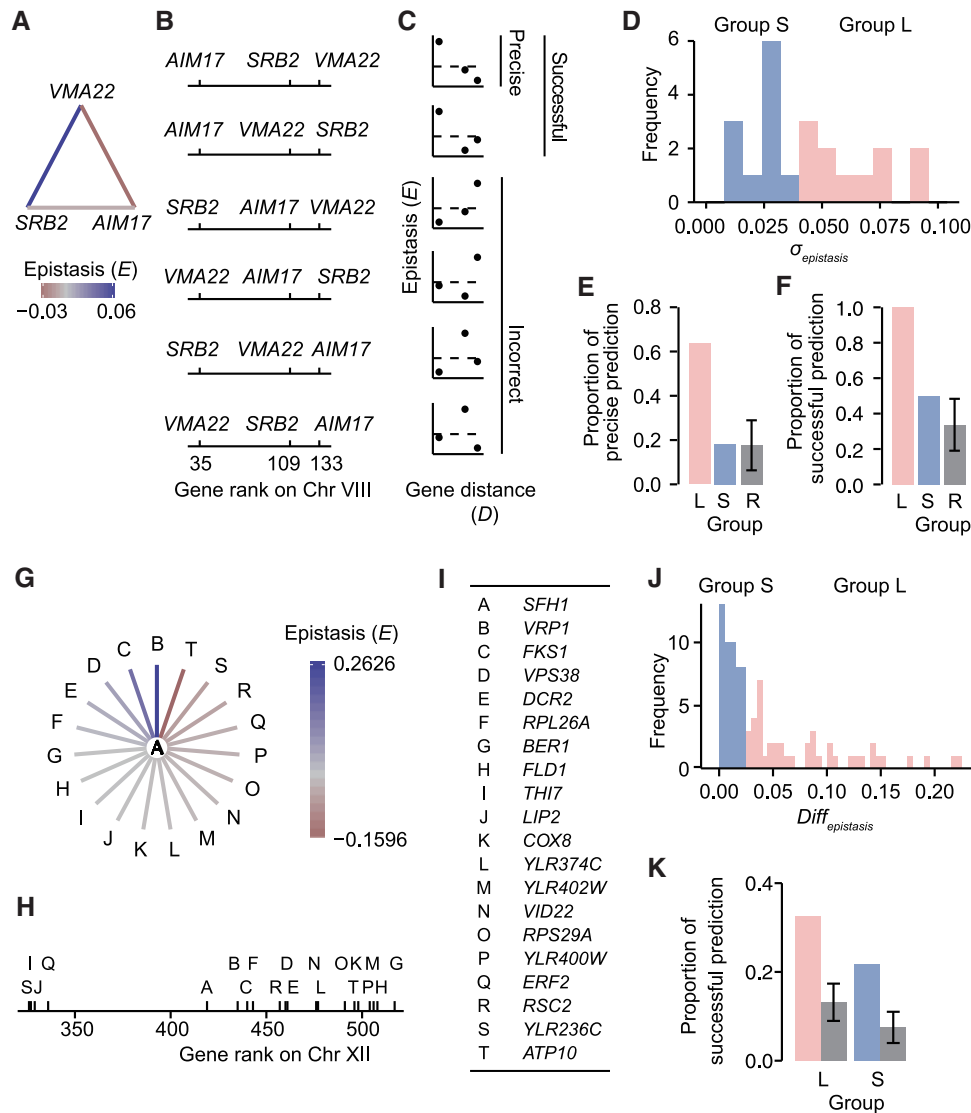 A
VMA22
SRB2 AIM17
Epistasis (E)
−0.03 0.06
B
AIM17 SRB2 VMA22
AIM17 VMA22 SRB2
SRB2 AIM17 VMA22
VMA22 AIM17 SRB2
SRB2 VMA22 AIM17
VMA22 SRB2 AIM17
35 109 133
Gene rank on Chr VIII
C
Precise
Successful
Incorrect
Epistasis (E)
Gene distance
(D)
D
Group S Group L
Frequency
6
4
2
0
0.000 0.025 0.050 0.075 0.100
σepistasis
E
Proportion of
precise prediction
0.8
0.6
0.4
0.2
0.0
L S R
Group
F
Proportion of
successful prediction
1.0
0.8
0.6
0.4
0.2
0.0
L S R
Group
G
A
B
C
D
E
F
G
H
I
J
K
L
M
N
O
P
Q
R
S
T
Epistasis (E)
0.2626
−0.1596
H
I Q B F D N O K M G
S J A C R E L T P H
350 400 450 500
Gene rank on Chr XII
I
A SFH1
B VRP1
C FKS1
D VPS38
E DCR2
F RPL26A
G BER1
H FLD1
I THI7
J LIP2
K COX8
L YLR374C
M YLR402W
N VID22
O RPS29A
P YLR400W
Q ERF2
R RSC2
S YLR236C
T ATP10
J
Group S Group L
Frequency
10
5
0
0.00 0.05 0.10 0.15 0.20
Diffepistasis
K
Proportion of
successful prediction
0.4
0.2
0.0
L S
Group